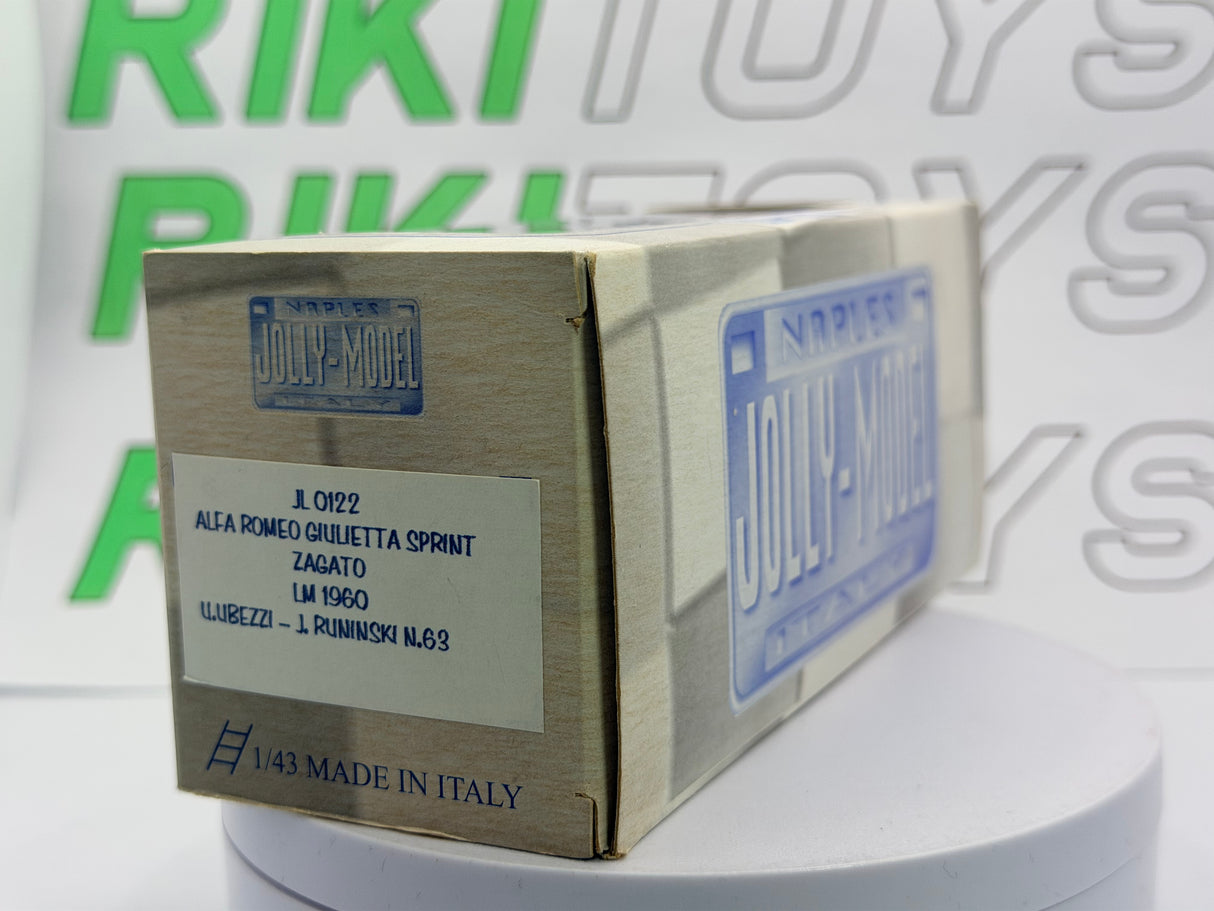 RIKITOYS
RIKITOYS
NAPLES
JOLLY-MODEL
ITALY
JL 0122
ALFA ROMEO GIULIETTA SPRINT
ZAGATO
LM 1960
U.UBEZZI – J. RUNINSKI N.63
1/43 MADE IN ITALY
NAPLES
JOLLY-MODEL
ITALY